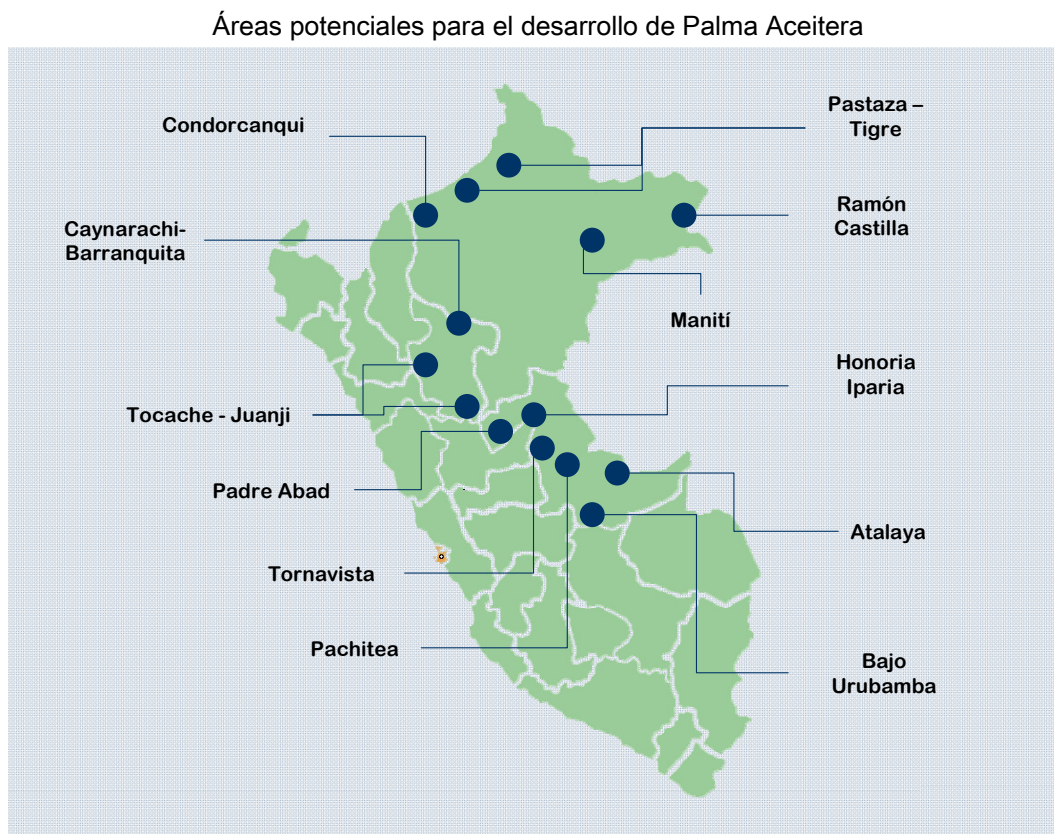 Áreas potenciales para el desarrollo de Palma Aceitera
Pastaza –
Tigre
Condorcanqui
Ramón
Castilla
Caynarachi-
Barranquita
Manití
Honoria
Iparia
Tocache - Juanji
Padre Abad
Atalaya
Tornavista
Pachitea
Bajo
Urubamba